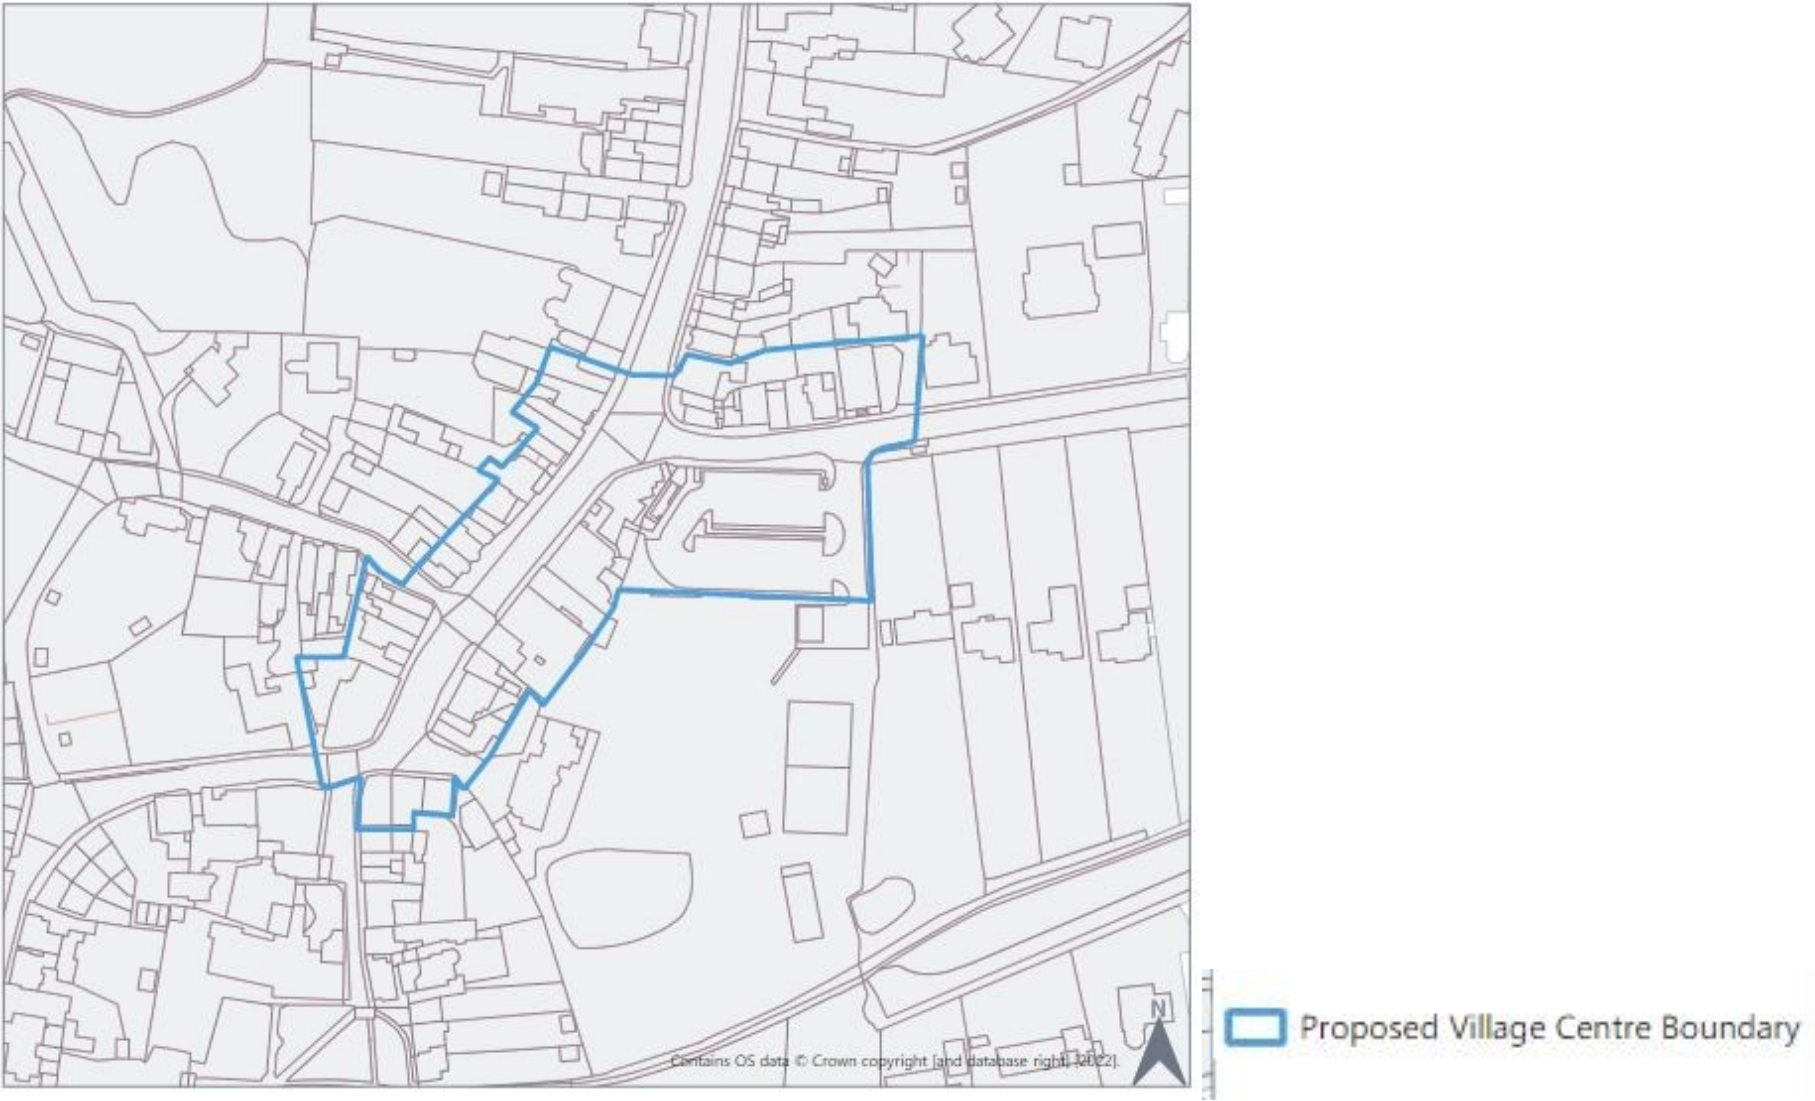 N
Contains OS data © Crown copyright [and database right] [2022].
Proposed Village Centre Boundary